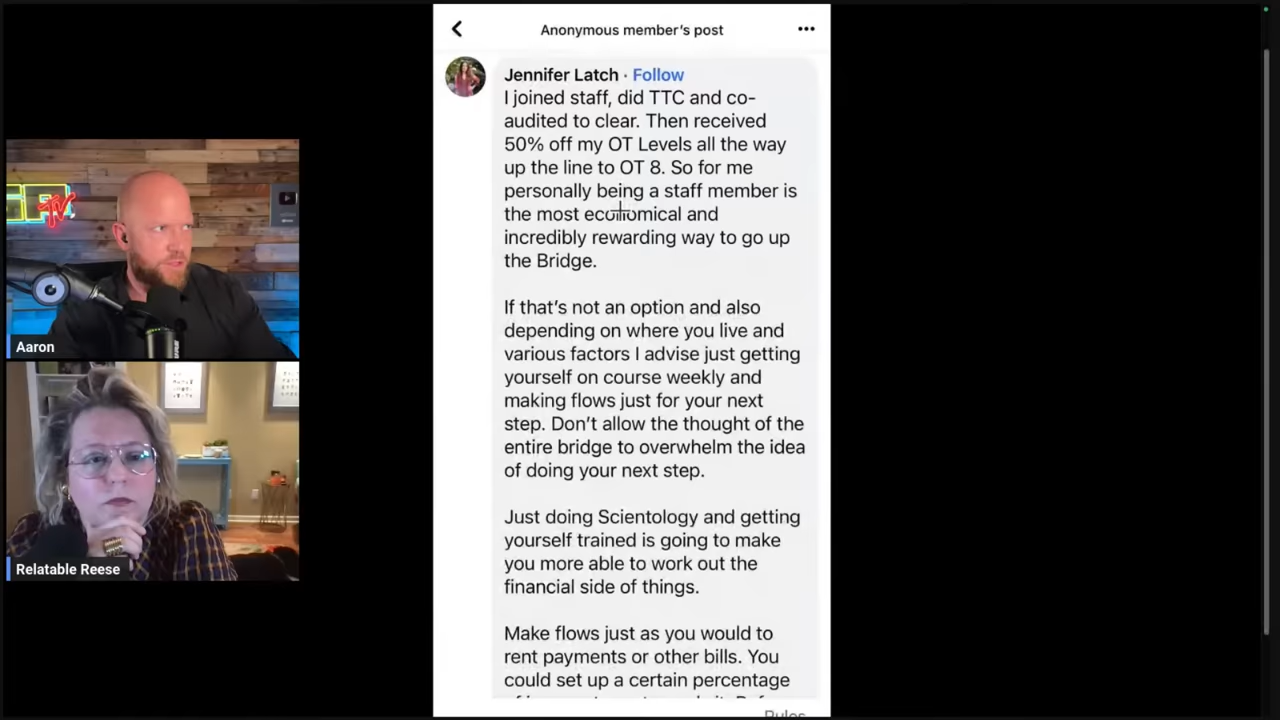 Anonymous member's post
Jennifer Latch · Follow
I joined staff, did TTC and co-
audited to clear. Then received
50% off my OT Levels all the way
up the line to OT 8. So for me
personally being a staff member is
the most economical and
incredibly rewarding way to go up
the Bridge.
If that's not an option and also
depending on where you live and
various factors I advise just getting
yourself on course weekly and
making flows just for your next
step. Don't allow the thought of the
entire bridge to overwhelm the idea
of doing your next step.
Just doing Scientology and getting
yourself trained is going to make
you more able to work out the
financial side of things.
Make flows just as you would to
rent payments or other bills. You
could set up a certain percentage
TV
Aaron
Relatable Reese